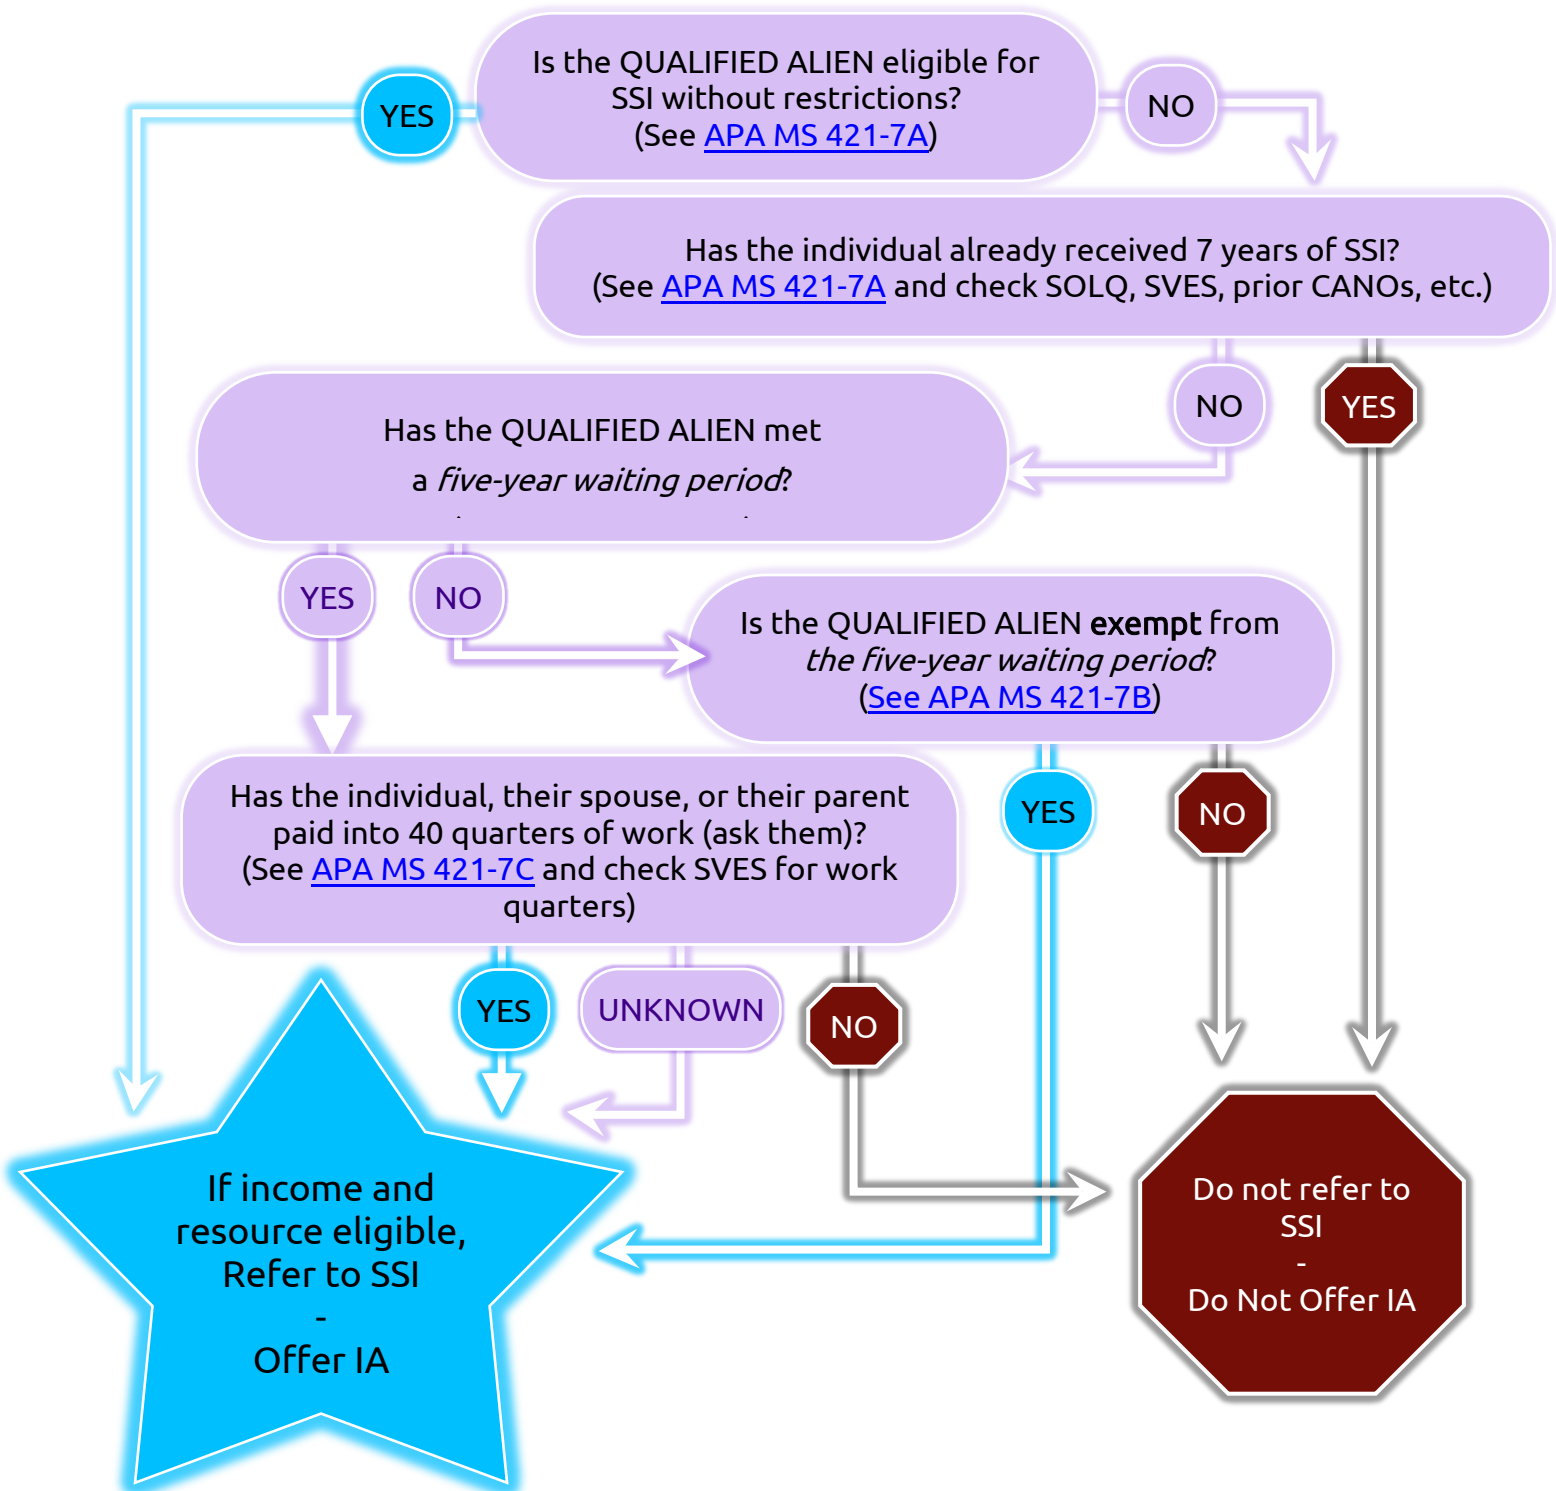 Is the QUALIFIED ALIEN eligible for
SSI without restrictions?
(See APA MS 421-7A)
YES
NO
Has the individual already received 7 years of SSI?
(See APA MS 421-7A and check SOLQ, SVES, prior CANOs, etc.)
NO
YES
Has the QUALIFIED ALIEN met
a five-year waiting period?
YES
NO
Is the QUALIFIED ALIEN exempt from
the five-year waiting period?
(See APA MS 421-7B)
YES
NO
Has the individual, their spouse, or their parent
paid into 40 quarters of work (ask them)?
(See APA MS 421-7C and check SVES for work
quarters)
YES
UNKNOWN
NO
If income and
resource eligible,
Refer to SSI
-
Offer IA
Do not refer to
SSI
-
Do Not Offer IA